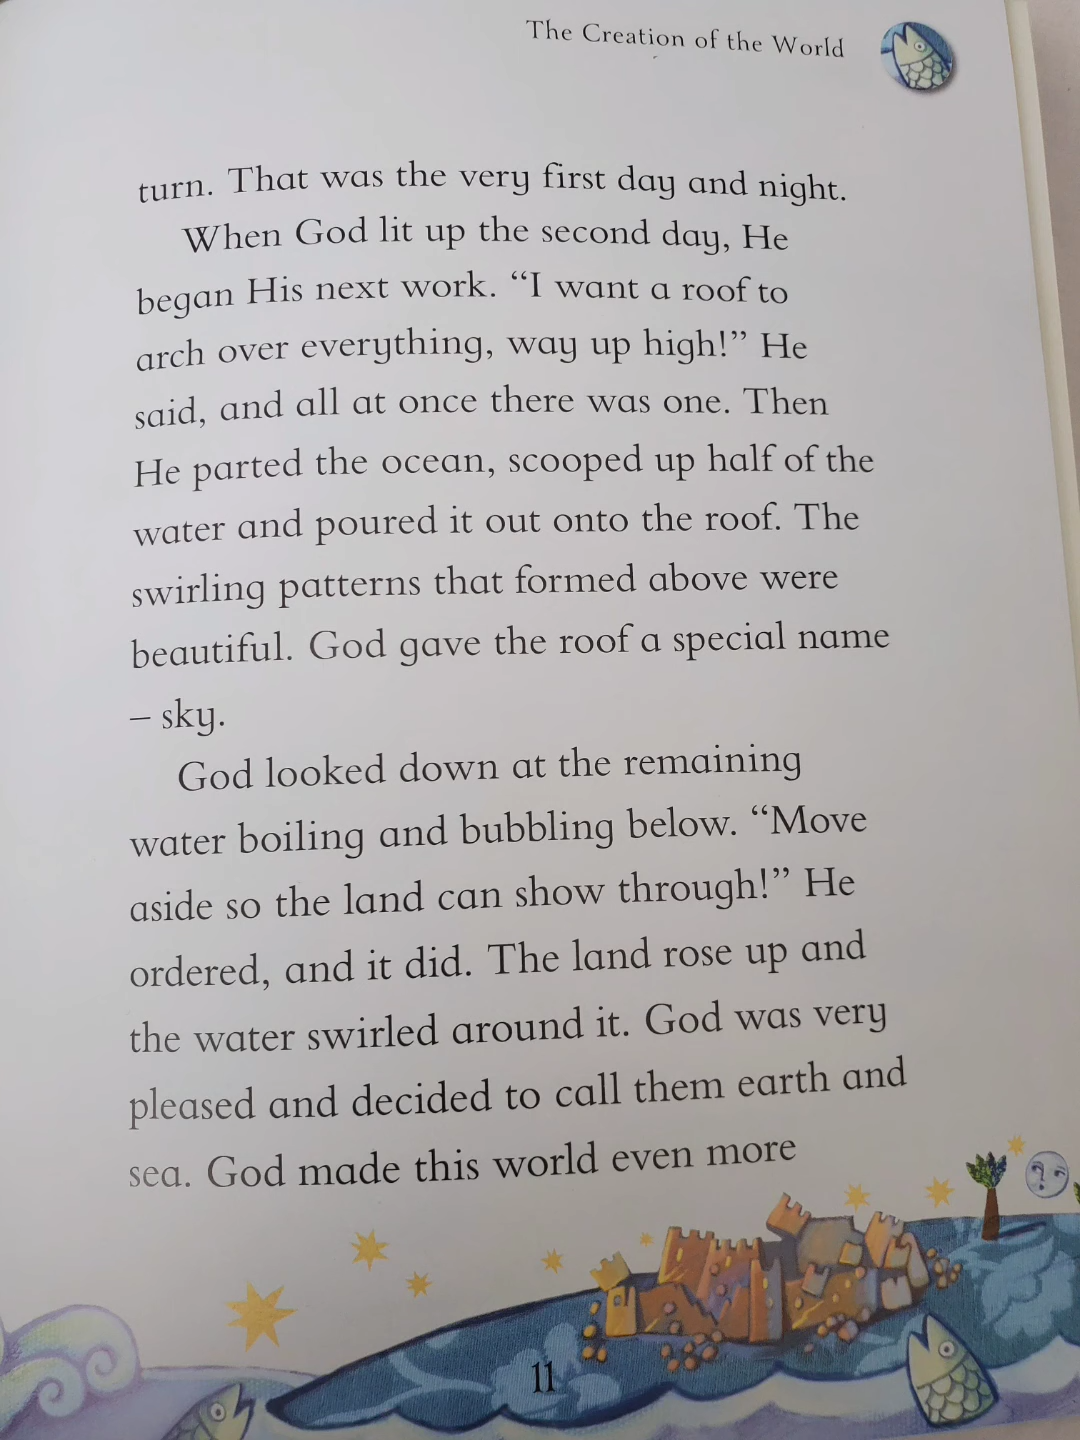 The Creation of the World
turn. That was the very first day and night.
When God lit up the second day, He
began His next work. “I want a roof to
arch over everything, way up high!” He
said, and all at once there was one. Then
He parted the ocean, scooped up half of the
water and poured it out onto the roof. The
swirling patterns that formed above were
beautiful. God gave the roof a special name
– sky.
God looked down at the remaining
water boiling and bubbling below. “Move
aside so the land can show through!” He
ordered, and it did. The land rose up and
the water swirled around it. God was very
pleased and decided to call them earth and
sea. God made this world even more
11